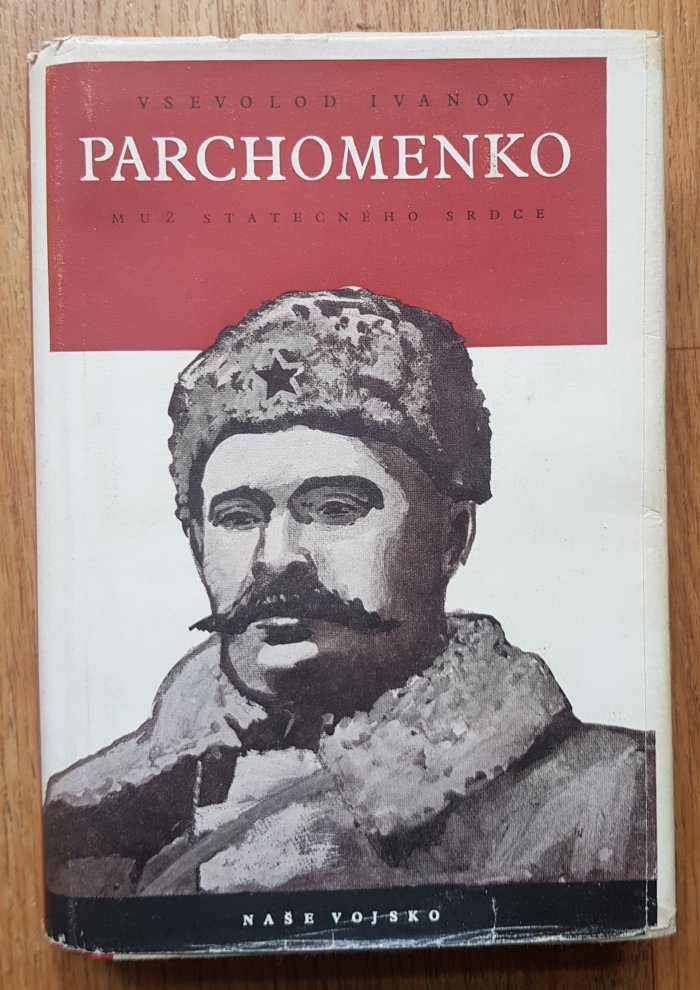 VSEVOLOD IVANOV
PARCHOMENKO
MUŽ STATEČNÉHO SRDCE
NAŠE VOJSKO